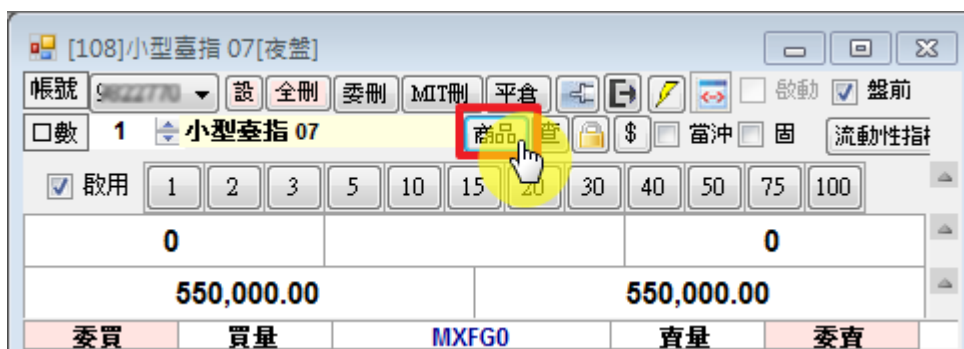 [108]小型臺指 07[夜盤]
帳號 設 全刪 委刪 MIT刪 平倉 啟動 盤前
口數 1 小型臺指 07 商品 查 $ 當沖 固 流動性指
啟用 1 2 3 5 10 15 20 30 40 50 75 100
0 0
550,000.00 550,000.00
委買 買量 MXFG0 賣量 委賣